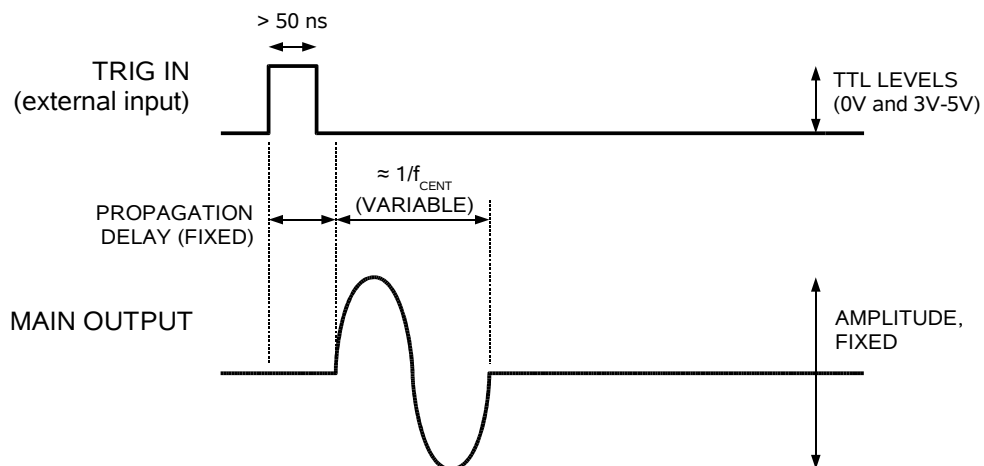 > 50 ns
TRIG IN
(external input)
TTL LEVELS
(0V and 3V-5V)
≈ 1/fCENT
(VARIABLE)
PROPAGATION
DELAY (FIXED)
MAIN OUTPUT
AMPLITUDE,
FIXED